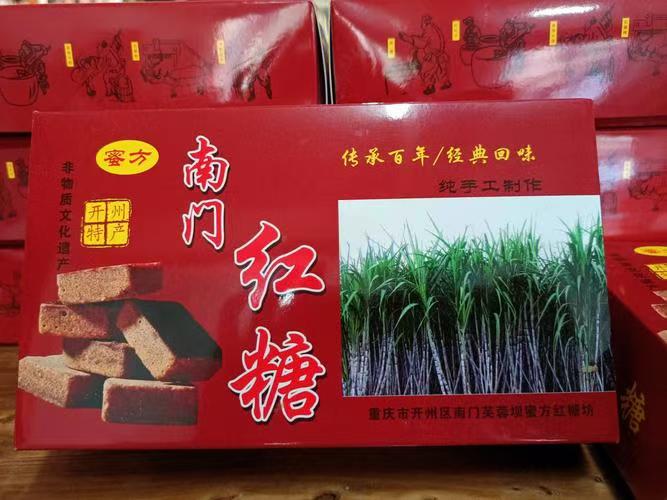 蜜方
南门
红糖
非物质文化遗产
开州
特产
传承百年/经典回味
纯手工制作
重庆市开州区南门芙蓉坝蜜方红糖坊
糖